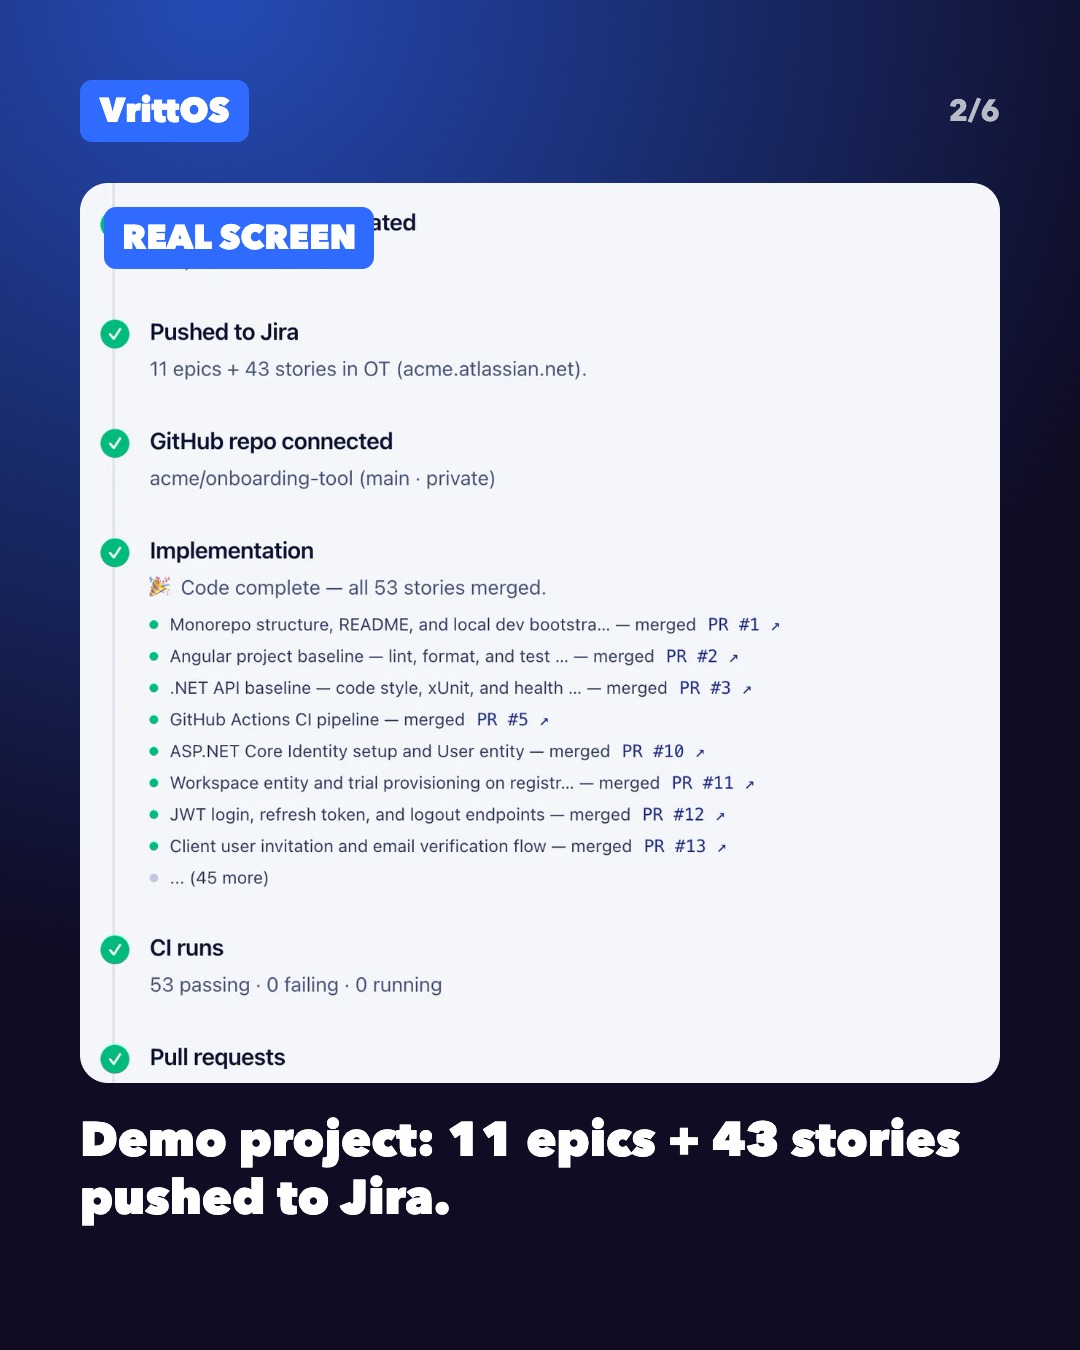 VrittOS
2/6
REAL SCREEN
Pushed to Jira
11 epics + 43 stories in OT (acme.atlassian.net).
GitHub repo connected
acme/onboarding-tool (main · private)
Implementation
🎉 Code complete — all 53 stories merged.
Monorepo structure, README, and local dev bootstra... — merged PR #1 ↗
Angular project baseline — lint, format, and test ... — merged PR #2 ↗
.NET API baseline — code style, xUnit, and health ... — merged PR #3 ↗
GitHub Actions CI pipeline — merged PR #5 ↗
ASP.NET Core Identity setup and User entity — merged PR #10 ↗
Workspace entity and trial provisioning on registr... — merged PR #11 ↗
JWT login, refresh token, and logout endpoints — merged PR #12 ↗
Client user invitation and email verification flow — merged PR #13 ↗
... (45 more)
CI runs
53 passing · 0 failing · 0 running
Pull requests
Demo project: 11 epics + 43 stories
pushed to Jira.